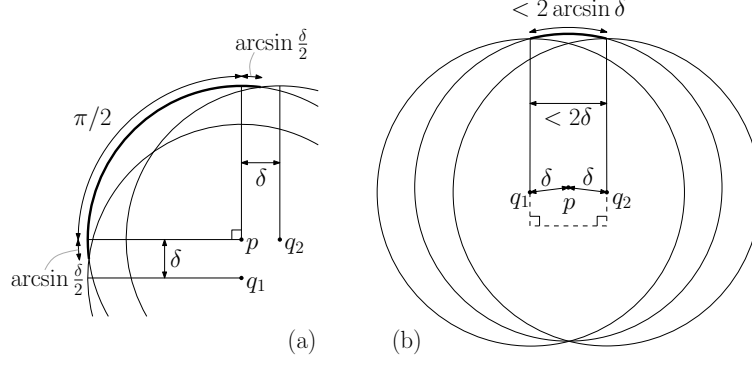 arcsin δ/2
π/2
δ
p
q₂
δ
q₁
arcsin δ/2
(a)
< 2 arcsin δ
< 2δ
δ
δ
q₁
p
q₂
(b)